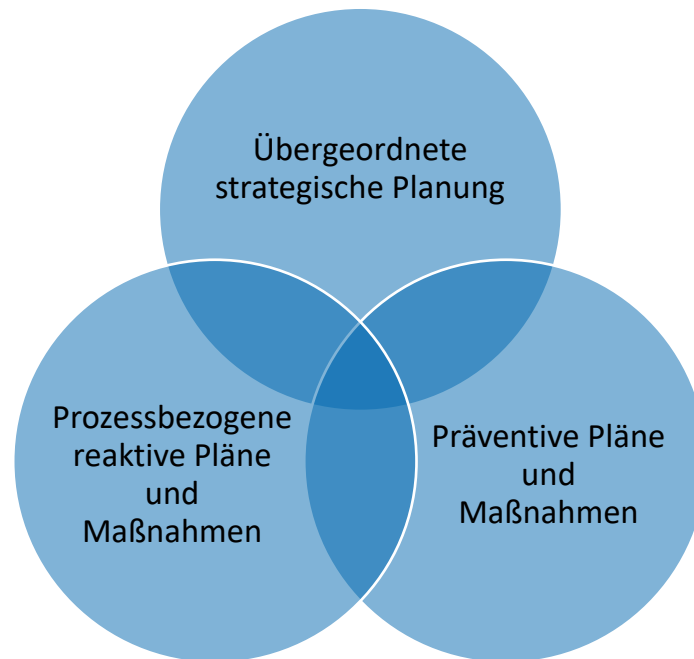 Übergeordnete
strategische Planung
Prozessbezogene
reaktive Pläne
und
Maßnahmen
Präventive Pläne
und
Maßnahmen